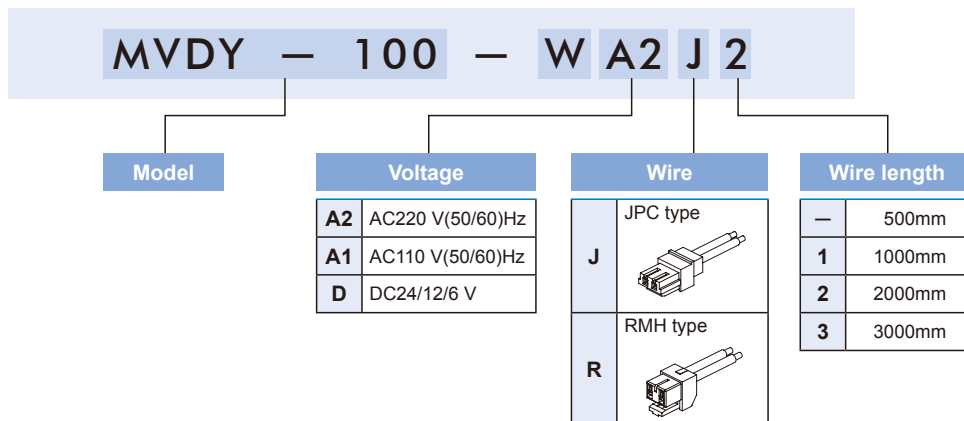 MVDY — 100 — W A2 J 2
Model
Voltage
A2 AC220 V(50/60)Hz
A1 AC110 V(50/60)Hz
D DC24/12/6 V
Wire
J JPC type
R RMH type
Wire length
— 500mm
1 1000mm
2 2000mm
3 3000mm